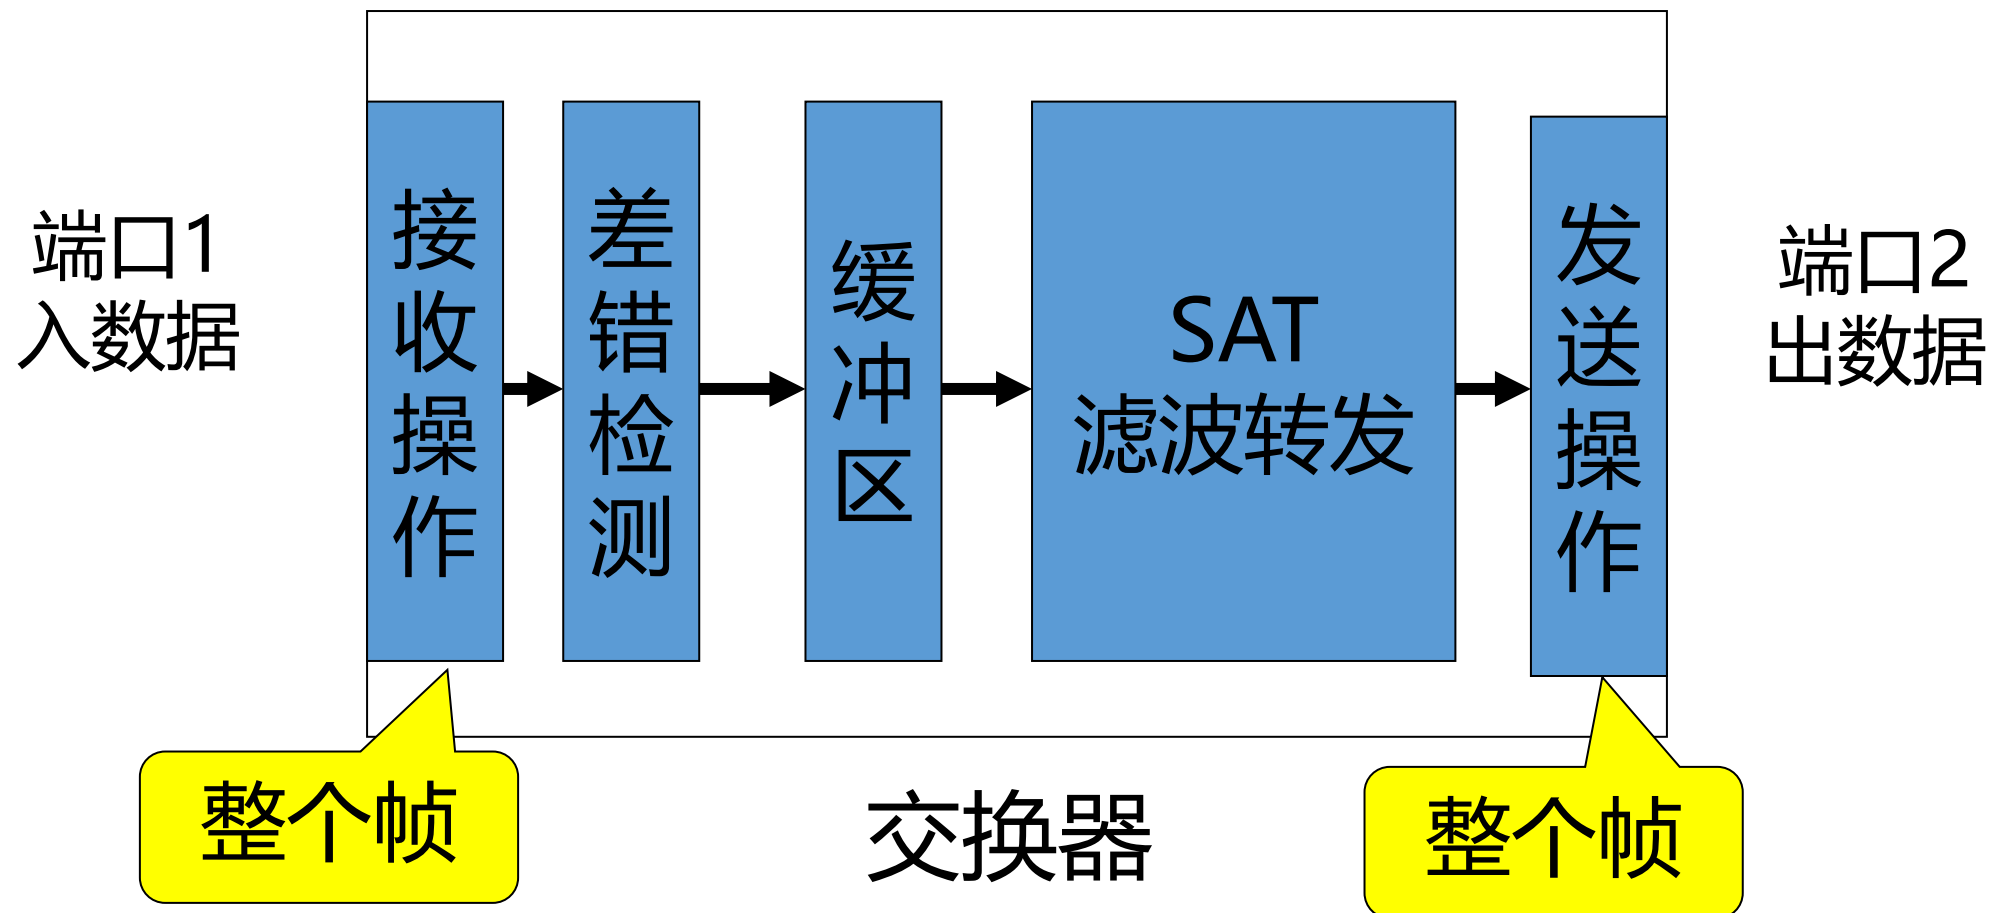 端口1
入数据
接收操作
差错检测
缓冲区
SAT
滤波转发
发送操作
端口2
出数据
整个帧
交换器
整个帧